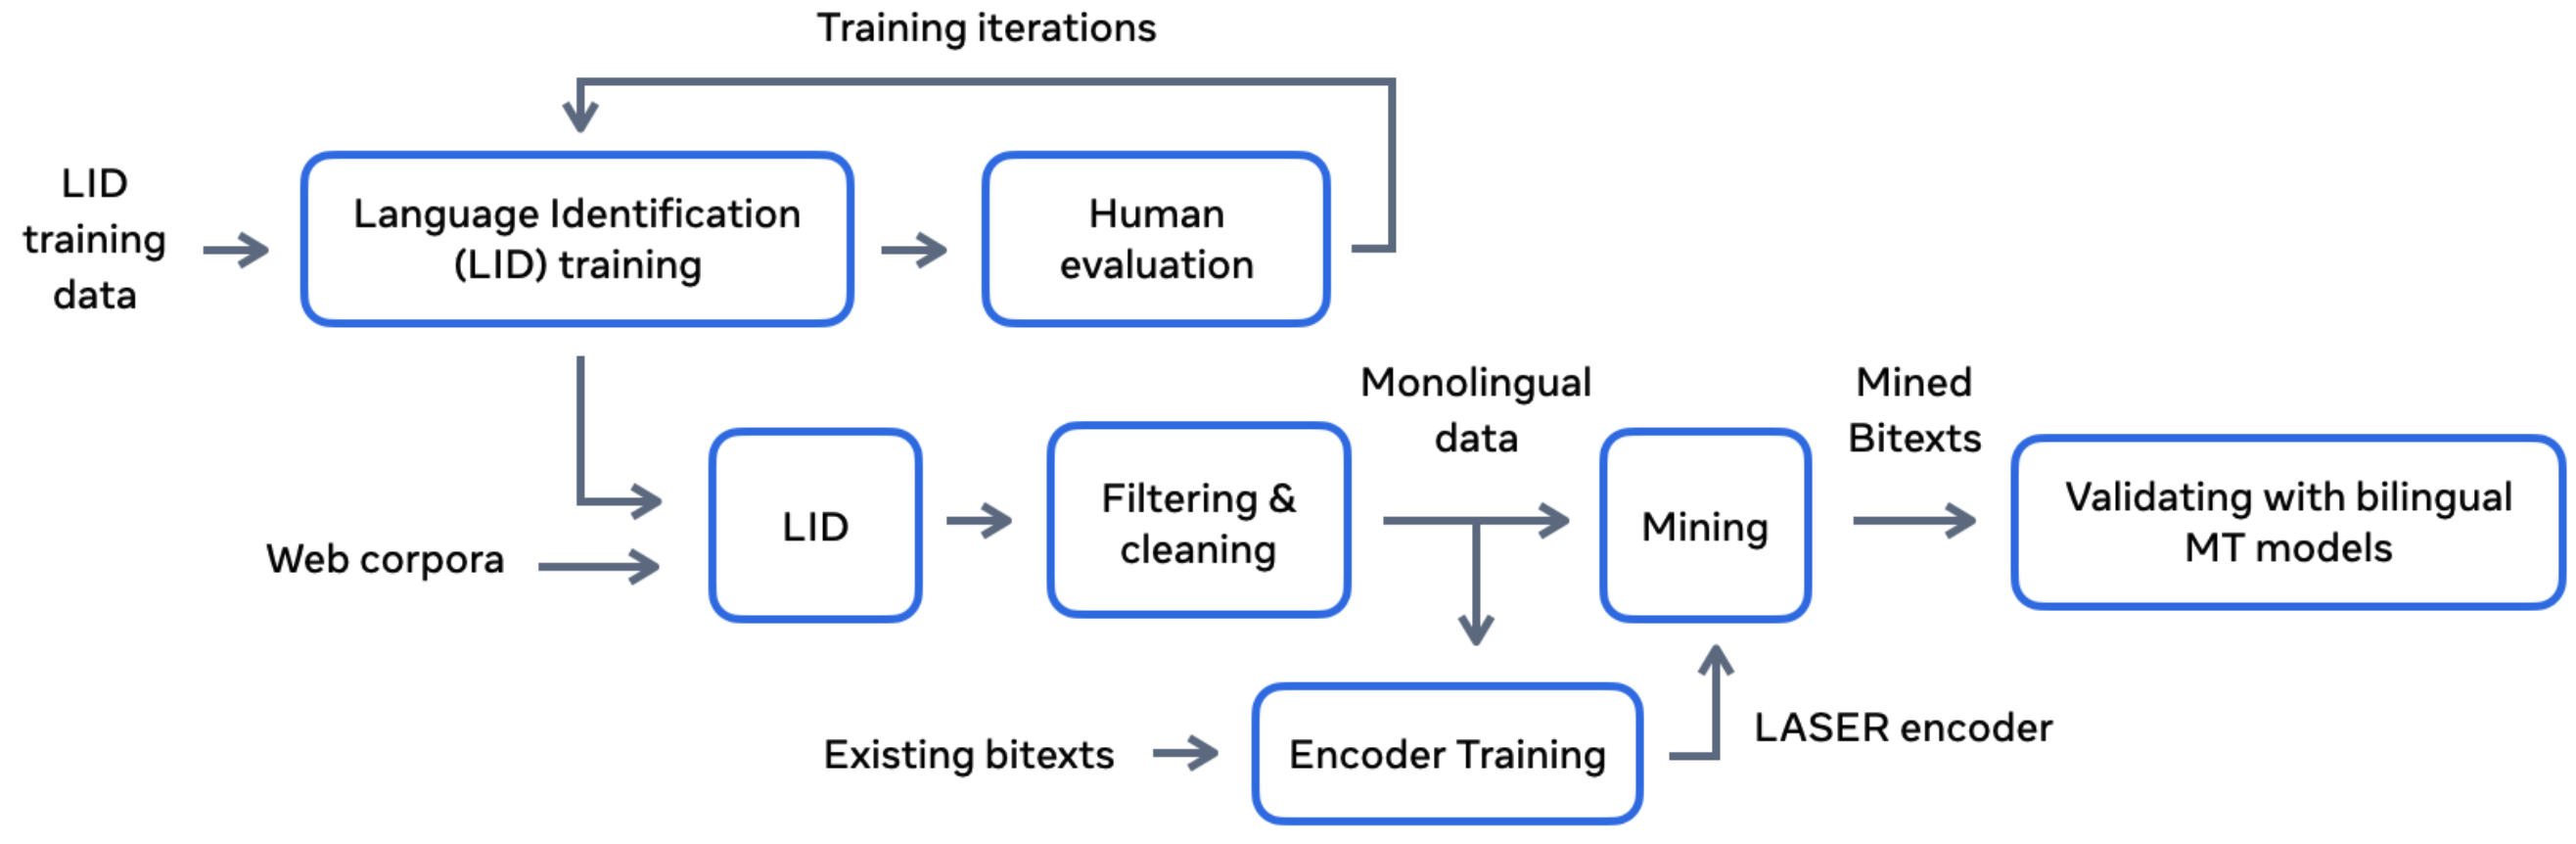 Training iterations
LID
training
data
Language Identification
(LID) training
Human
evaluation
Monolingual
data
Mined
Bitexts
Web corpora
LID
Filtering &
cleaning
Mining
Validating with bilingual
MT models
Existing bitexts
Encoder Training
LASER encoder